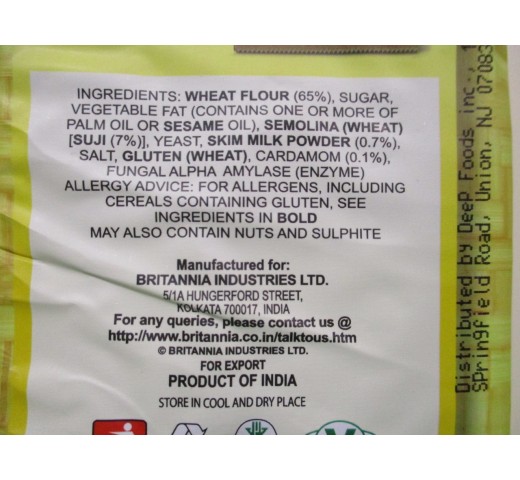 INGREDIENTS: WHEAT FLOUR (65%), SUGAR,
VEGETABLE FAT (CONTAINS ONE OR MORE OF
PALM OIL OR SESAME OIL), SEMOLINA (WHEAT)
[SUJI (7%)], YEAST, SKIM MILK POWDER (0.7%),
SALT, GLUTEN (WHEAT), CARDAMOM (0.1%),
FUNGAL ALPHA AMYLASE (ENZYME)
ALLERGY ADVICE: FOR ALLERGENS, INCLUDING
CEREALS CONTAINING GLUTEN, SEE
INGREDIENTS IN BOLD
MAY ALSO CONTAIN NUTS AND SULPHITE
Manufactured for:
BRITANNIA INDUSTRIES LTD.
5/1A HUNGERFORD STREET,
KOLKATA 700017, INDIA
For any queries, please contact us @
http://www.britannia.co.in/talktous.htm
© BRITANNIA INDUSTRIES LTD.
FOR EXPORT
PRODUCT OF INDIA
STORE IN COOL AND DRY PLACE
Distributed by DeeP Foods inc.,
SPringfield Road, Union, NJ 07083